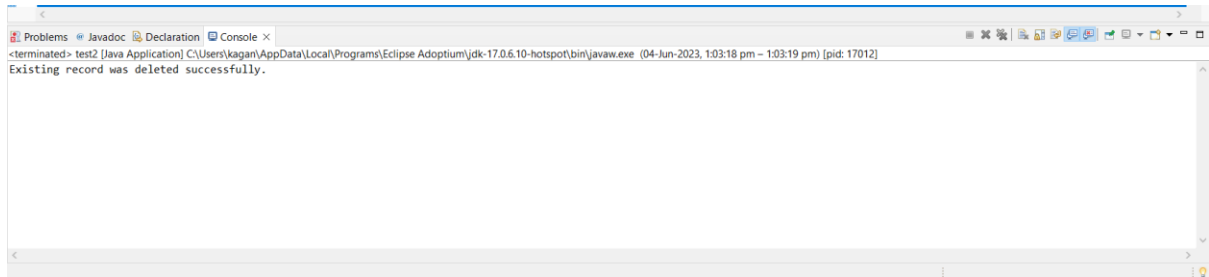 Problems @ Javadoc Declaration Console ×
<terminated> test2 [Java Application] C:\Users\kagan\AppData\Local\Programs\Eclipse Adoptium\jdk-17.0.6.10-hotspot\bin\javaw.exe (04-Jun-2023, 1:03:18 pm – 1:03:19 pm) [pid: 17012]
Existing record was deleted successfully.